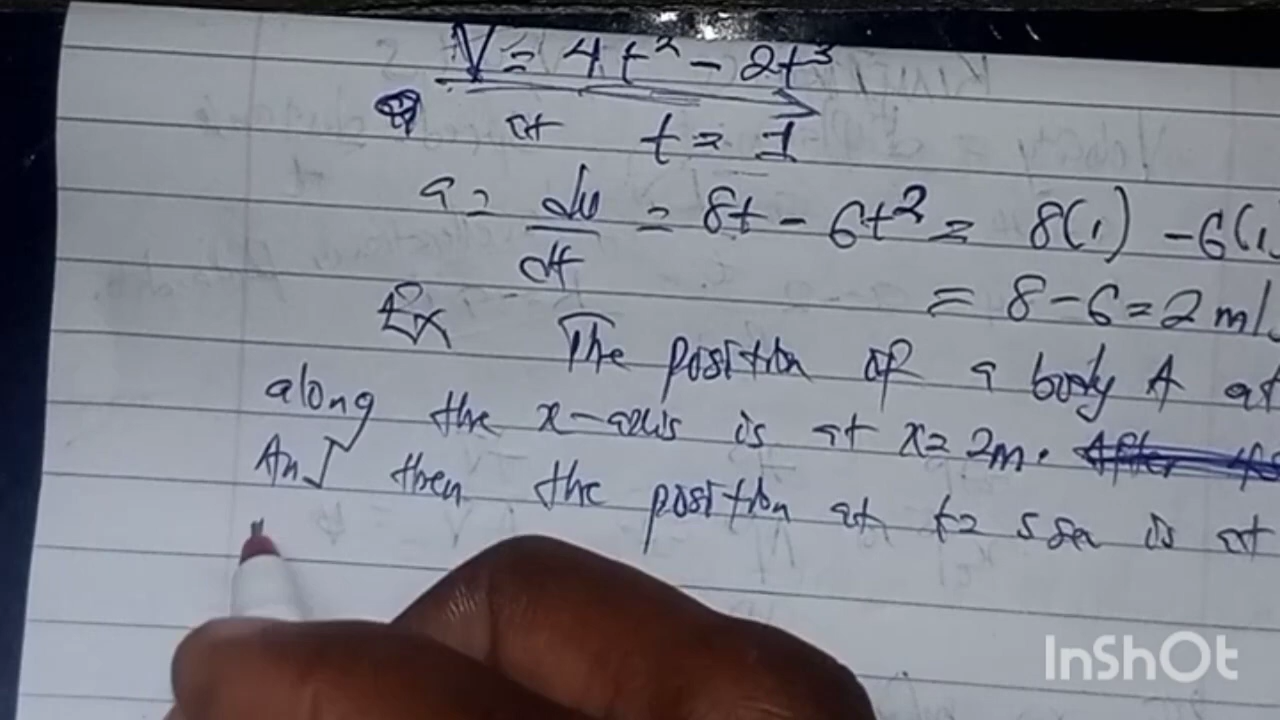 V = 4t² - 2t³
at t = 1
a = dv/dt = 8t - 6t² = 8(1) - 6(1
= 8 - 6 = 2 m/
Ex The position of a body A at
along the x-axis is at x = 2m.
And then the position at t = 5 sec is at
InShOt